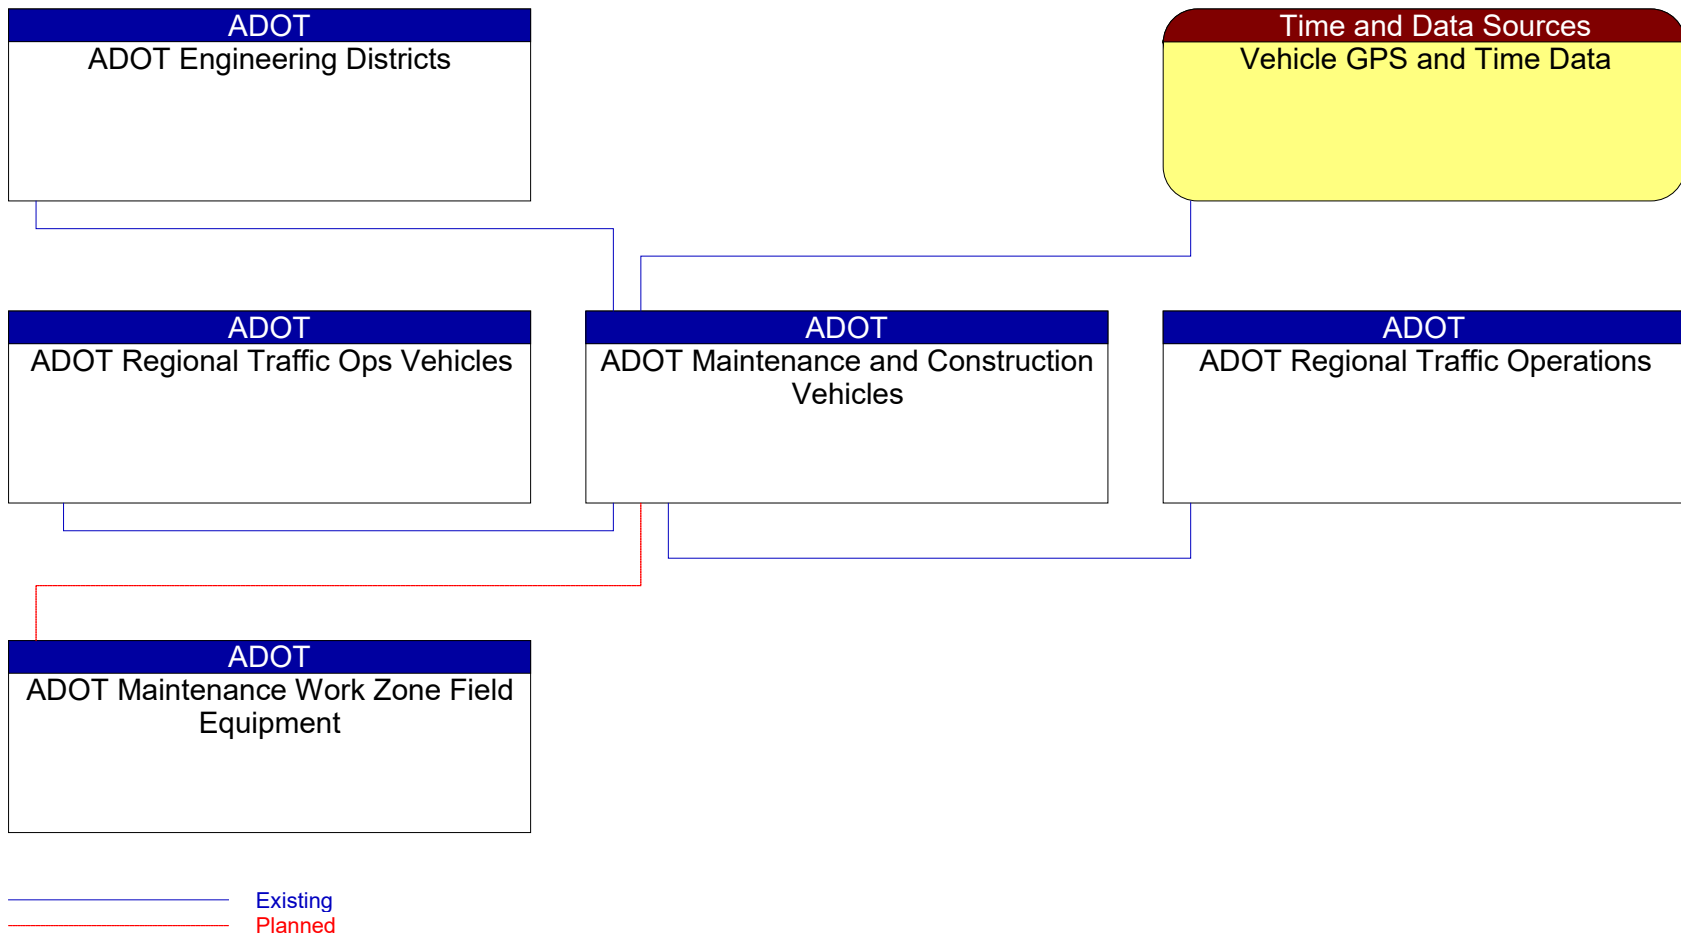 ADOT
ADOT Engineering Districts
Time and Data Sources
Vehicle GPS and Time Data
ADOT
ADOT Regional Traffic Ops Vehicles
ADOT
ADOT Maintenance and Construction
Vehicles
ADOT
ADOT Regional Traffic Operations
ADOT
ADOT Maintenance Work Zone Field
Equipment
Existing
Planned